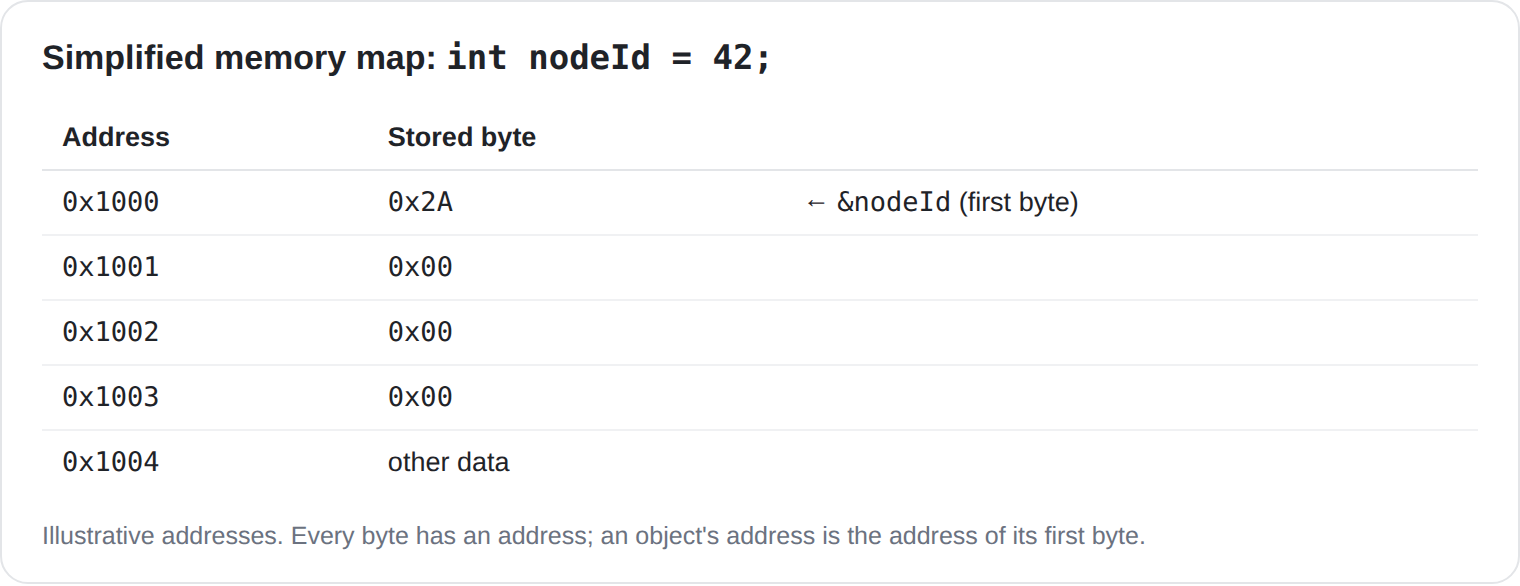 Simplified memory map: int nodeId = 42;
Address Stored byte
0x1000 0x2A ← &nodeId (first byte)
0x1001 0x00
0x1002 0x00
0x1003 0x00
0x1004 other data
Illustrative addresses. Every byte has an address; an object's address is the address of its first byte.